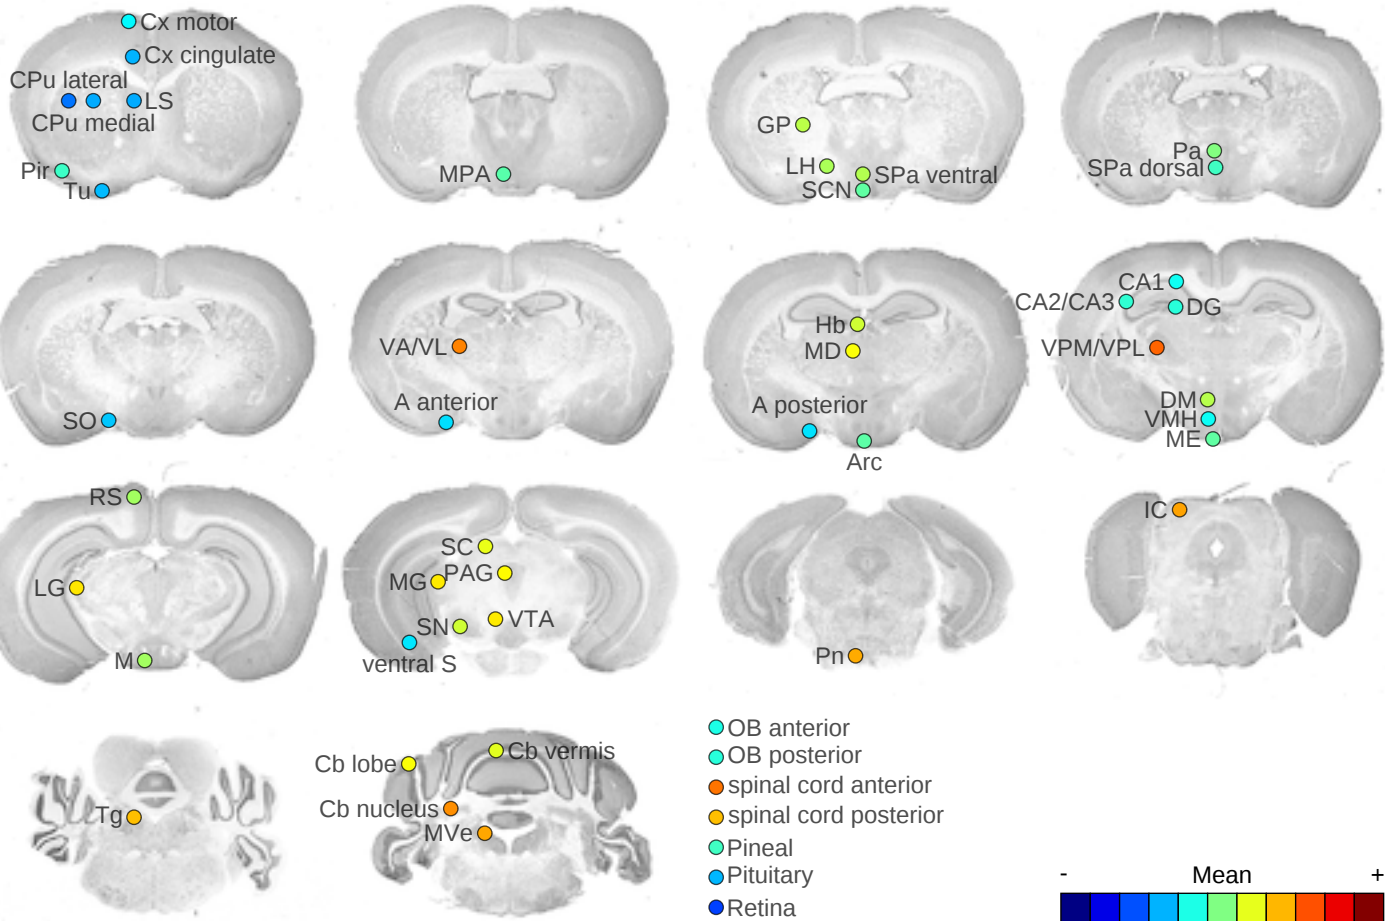 Cx motor
Cx cingulate
CPu lateral
LS
CPu medial
Pir
Tu
MPA
GP
LH
SPa ventral
SCN
Pa
SPa dorsal
SO
VA/VL
A anterior
Hb
MD
A posterior
Arc
CA1
CA2/CA3
DG
VPM/VPL
DM
VMH
ME
RS
LG
M
SC
MG
PAG
SN
VTA
ventral S
Pn
IC
Tg
Cb lobe
Cb vermis
Cb nucleus
MVe
OB anterior
OB posterior
spinal cord anterior
spinal cord posterior
Pineal
Pituitary
Retina
- Mean +